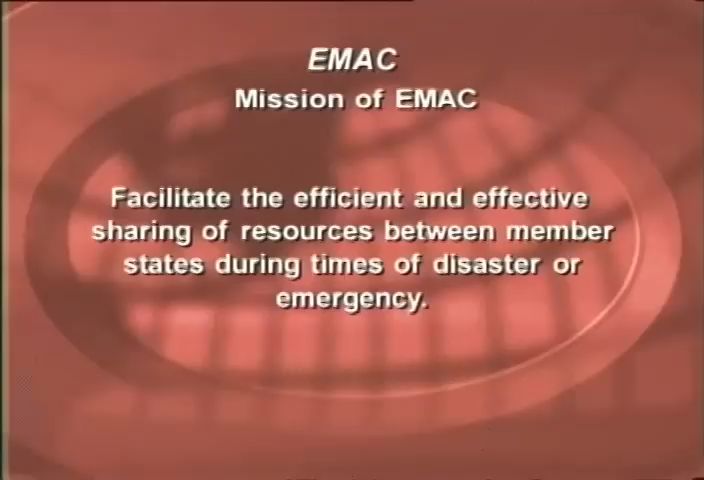 EMAC
Mission of EMAC
Facilitate the efficient and effective
sharing of resources between member
states during times of disaster or
emergency.